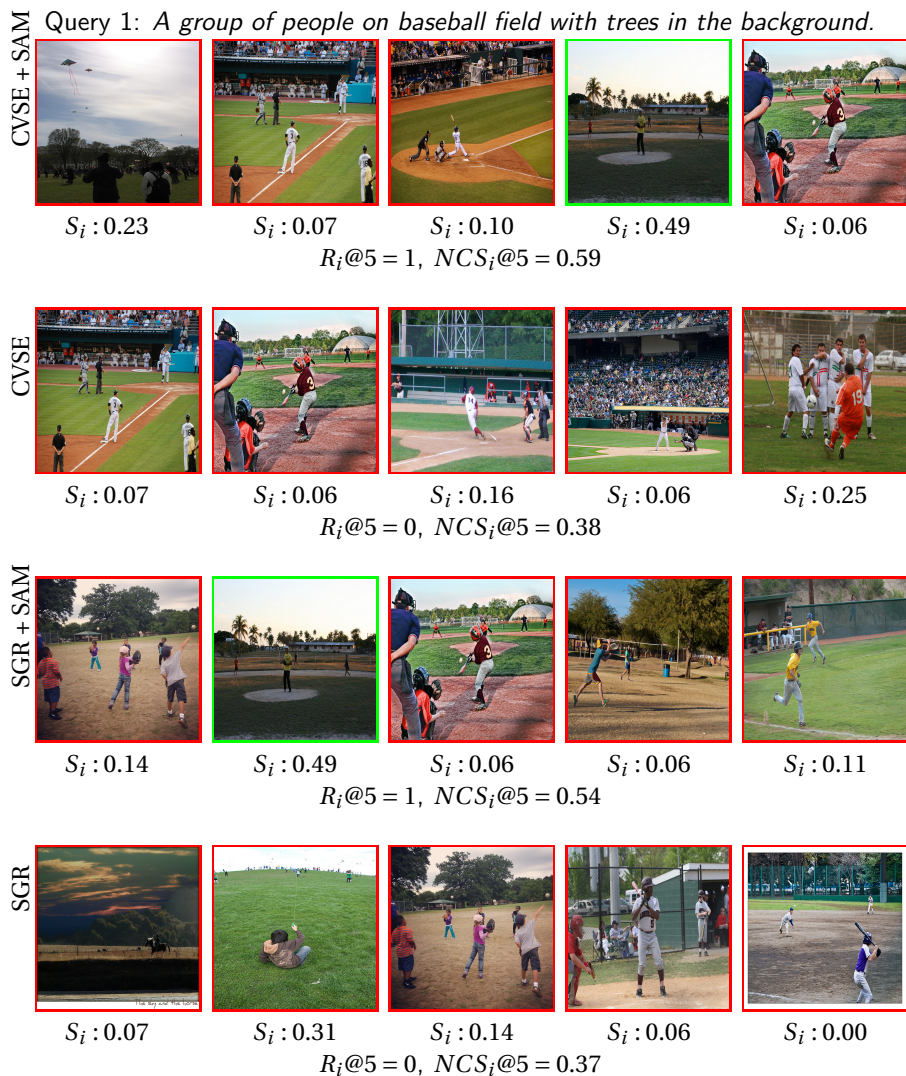 Query 1: A group of people on baseball field with trees in the background.
CVSE + SAM
S_i : 0.23 S_i : 0.07 S_i : 0.10 S_i : 0.49 S_i : 0.06
R_i@5 = 1, NCS_i@5 = 0.59
CVSE
3
19
S_i : 0.07 S_i : 0.06 S_i : 0.16 S_i : 0.06 S_i : 0.25
R_i@5 = 0, NCS_i@5 = 0.38
SGR + SAM
S_i : 0.14 S_i : 0.49 S_i : 0.06 S_i : 0.06 S_i : 0.11
R_i@5 = 1, NCS_i@5 = 0.54
SGR
S_i : 0.07 S_i : 0.31 S_i : 0.14 S_i : 0.06 S_i : 0.00
R_i@5 = 0, NCS_i@5 = 0.37